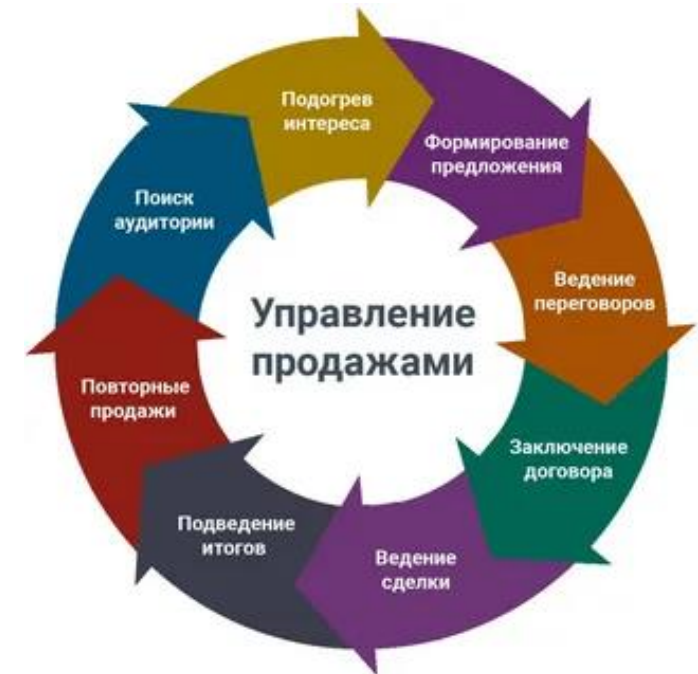 Подогрев
интереса
Формирование
предложения
Ведение
переговоров
Заключение
договора
Ведение
сделки
Подведение
итогов
Повторные
продажи
Поиск
аудитории
Управление
продажами